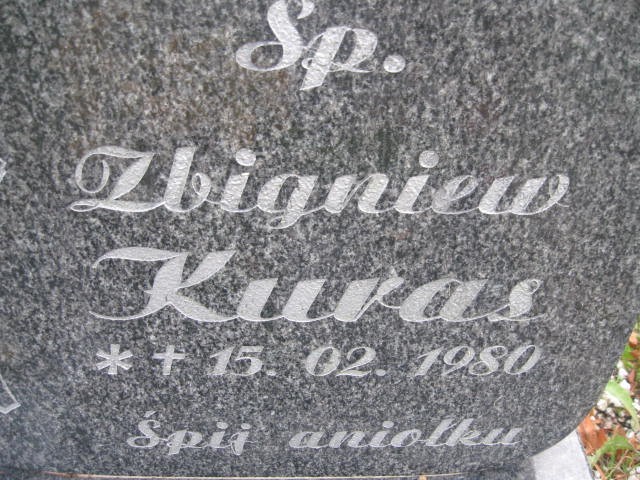 Śp.
Zbigniew
Kuras
* + 15. 02. 1980
Śpij aniołku